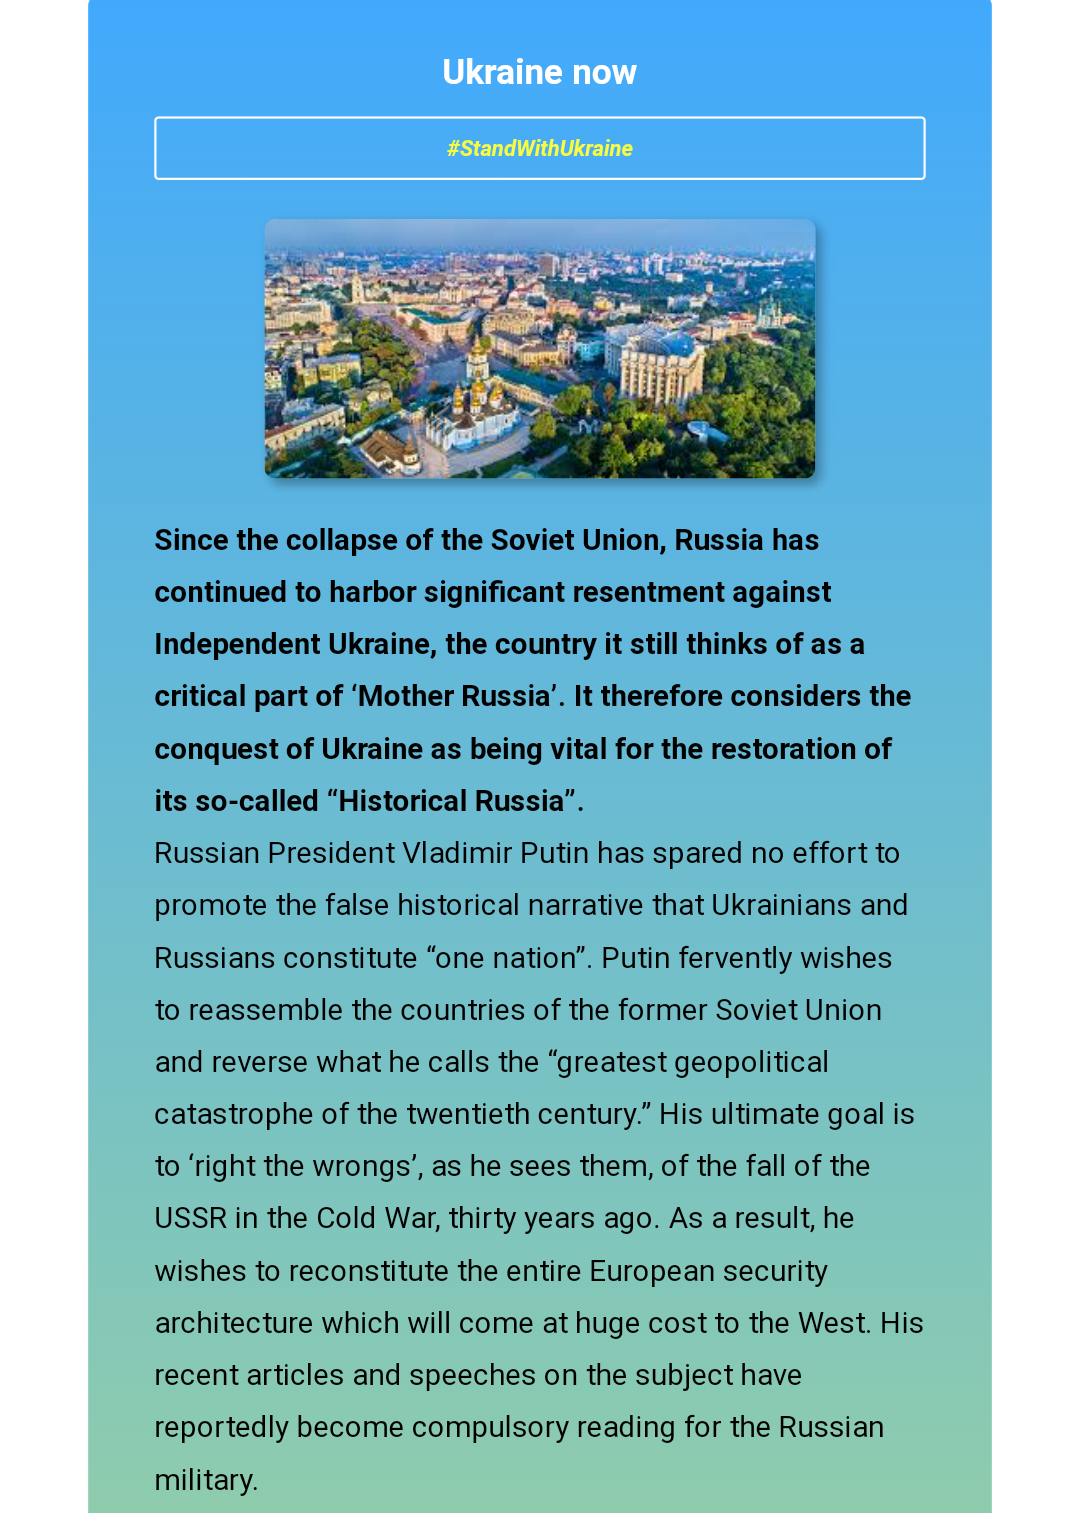 Ukraine now
#StandWithUkraine
Since the collapse of the Soviet Union, Russia has
continued to harbor significant resentment against
Independent Ukraine, the country it still thinks of as a
critical part of ‘Mother Russia’. It therefore considers the
conquest of Ukraine as being vital for the restoration of
its so-called “Historical Russia”.
Russian President Vladimir Putin has spared no effort to
promote the false historical narrative that Ukrainians and
Russians constitute “one nation”. Putin fervently wishes
to reassemble the countries of the former Soviet Union
and reverse what he calls the “greatest geopolitical
catastrophe of the twentieth century.” His ultimate goal is
to ‘right the wrongs’, as he sees them, of the fall of the
USSR in the Cold War, thirty years ago. As a result, he
wishes to reconstitute the entire European security
architecture which will come at huge cost to the West. His
recent articles and speeches on the subject have
reportedly become compulsory reading for the Russian
military.